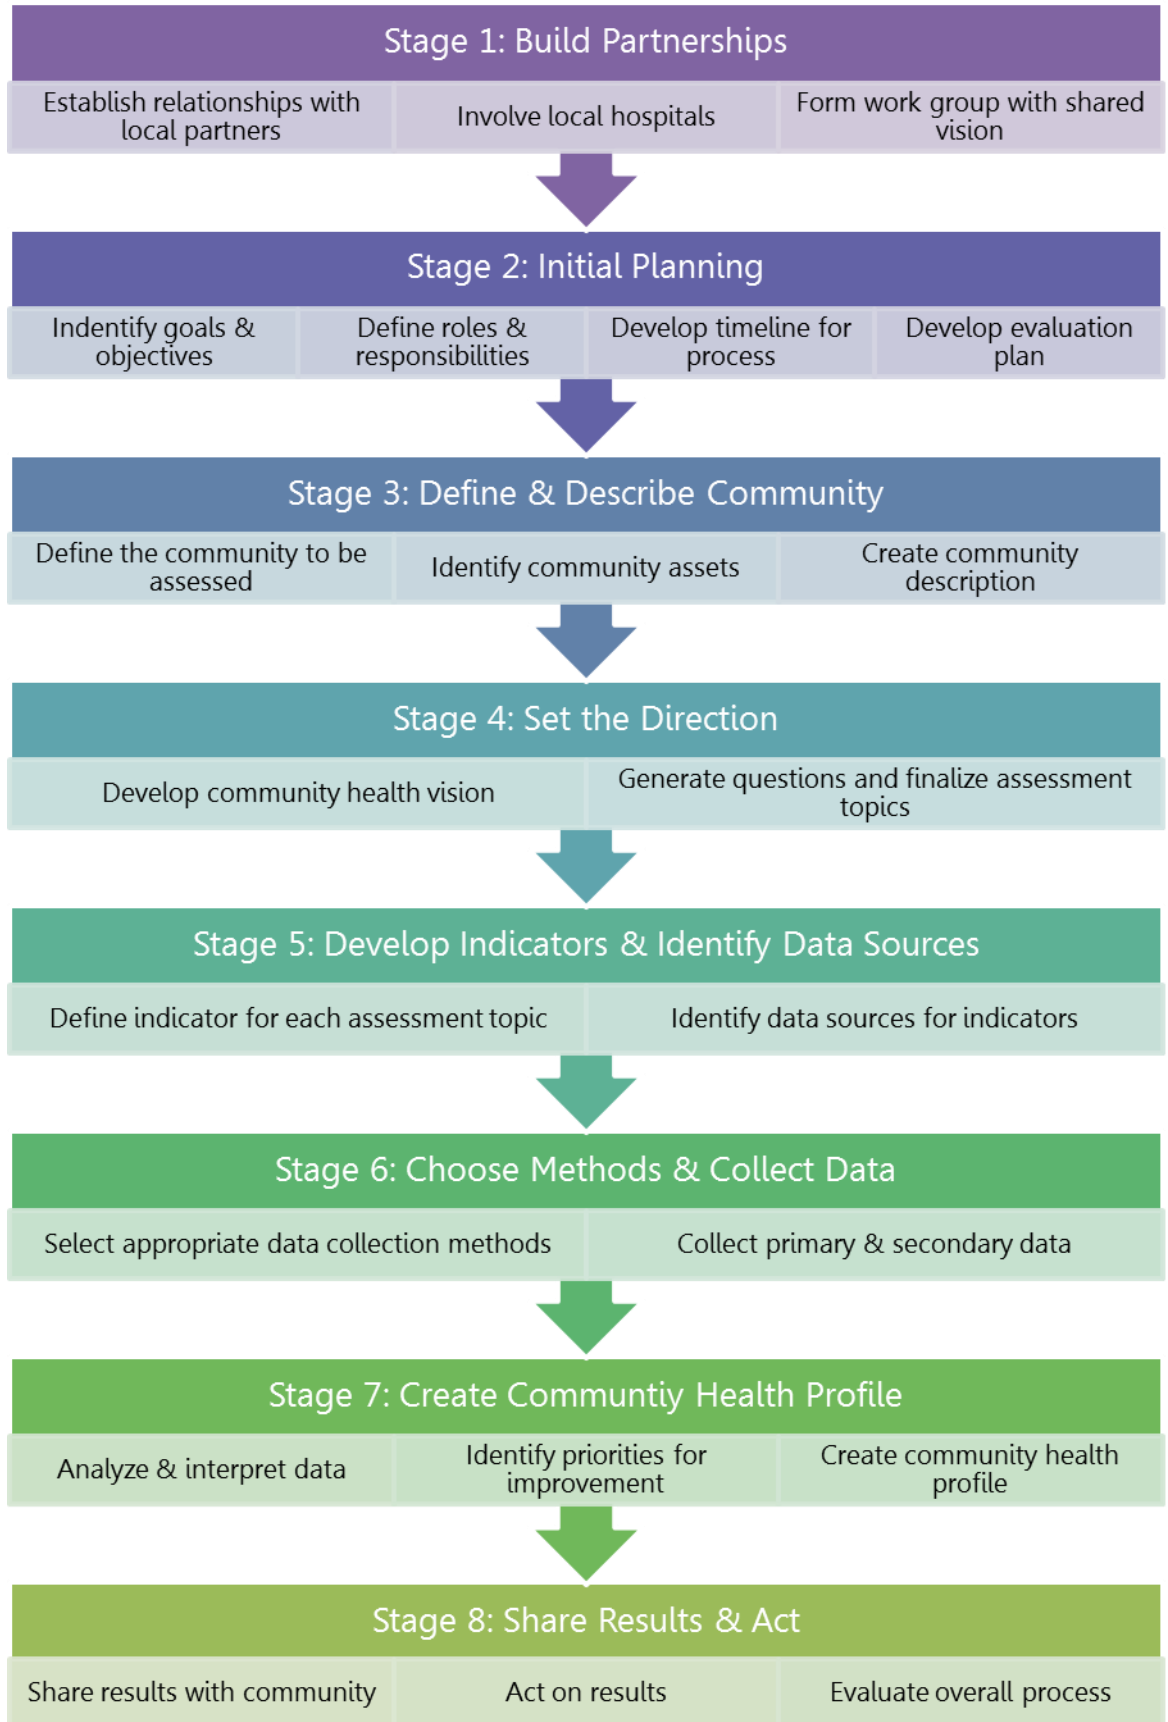 Stage 1: Build Partnerships
Establish relationships with
local partners
Involve local hospitals
Form work group with shared
vision
Stage 2: Initial Planning
Indentify goals &
objectives
Define roles &
responsibilities
Develop timeline for
process
Develop evaluation
plan
Stage 3: Define & Describe Community
Define the community to be
assessed
Identify community assets
Create community
description
Stage 4: Set the Direction
Develop community health vision
Generate questions and finalize assessment
topics
Stage 5: Develop Indicators & Identify Data Sources
Define indicator for each assessment topic
Identify data sources for indicators
Stage 6: Choose Methods & Collect Data
Select appropriate data collection methods
Collect primary & secondary data
Stage 7: Create Communtiy Health Profile
Analyze & interpret data
Identify priorities for
improvement
Create community health
profile
Stage 8: Share Results & Act
Share results with community
Act on results
Evaluate overall process